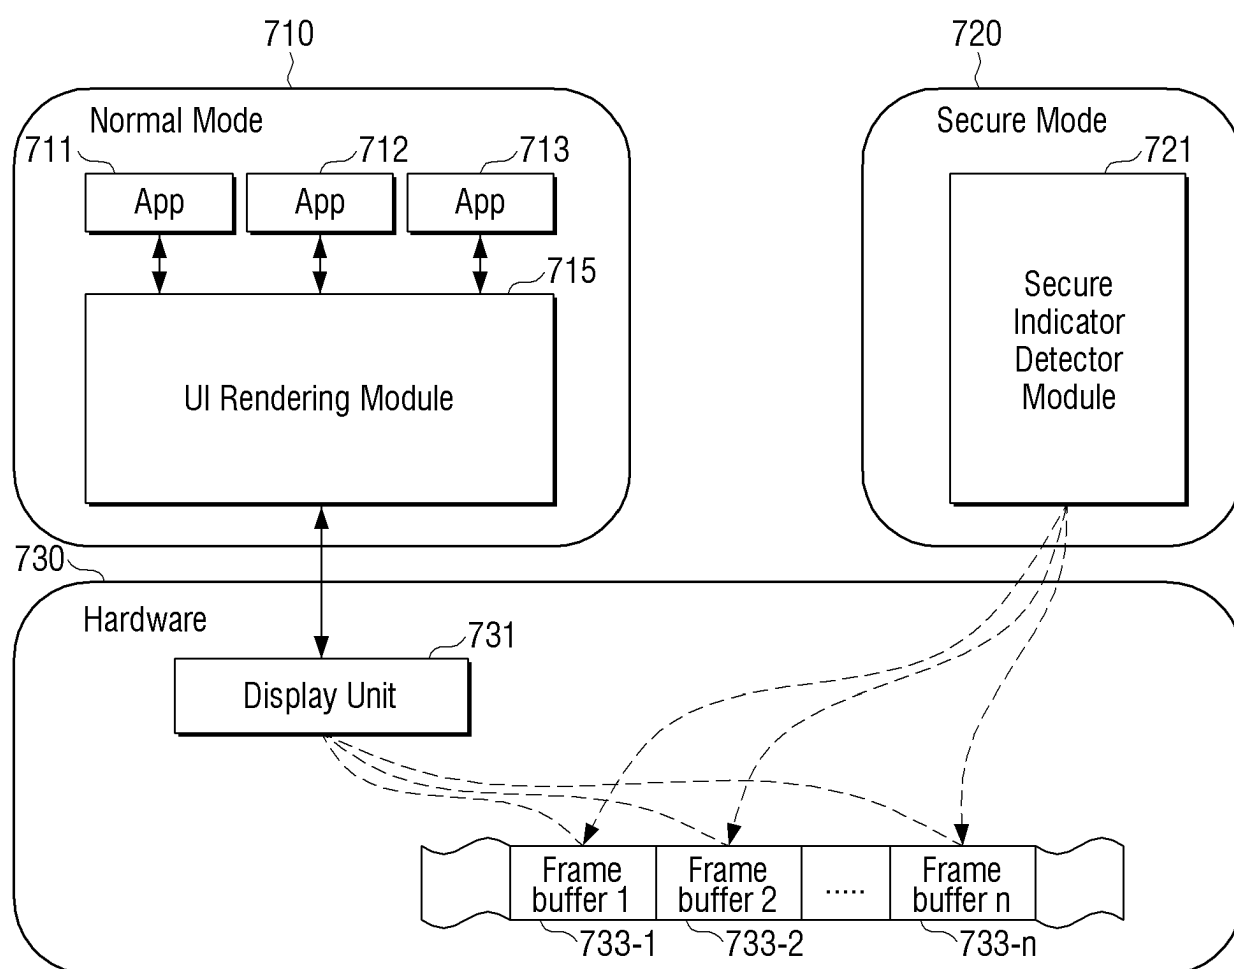 710
720
Normal Mode
Secure Mode
711
712
713
721
App
App
App
715
UI Rendering Module
Secure
Indicator
Detector
Module
730
Hardware
731
Display Unit
Frame
buffer 1
Frame
buffer 2
.....
Frame
buffer n
733-1
733-2
733-n